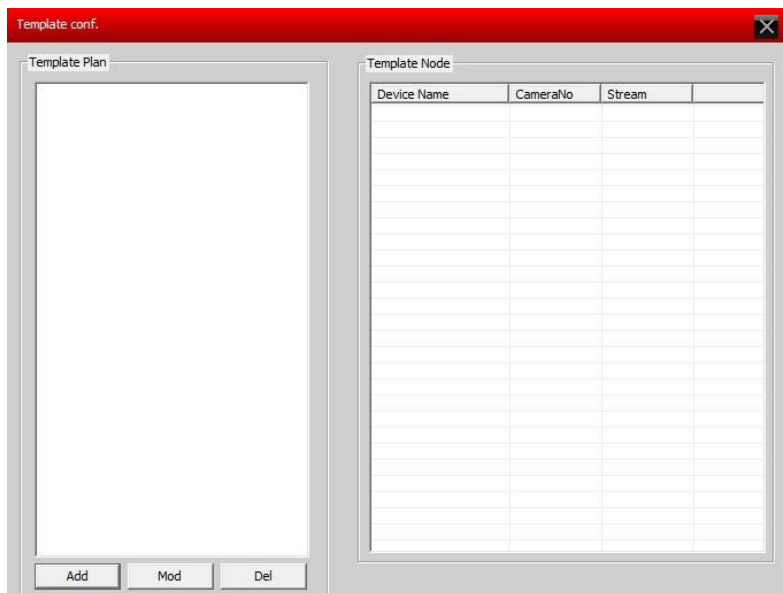 Template conf.
Template Plan
Template Node
Device Name CameraNo Stream
Add Mod Del